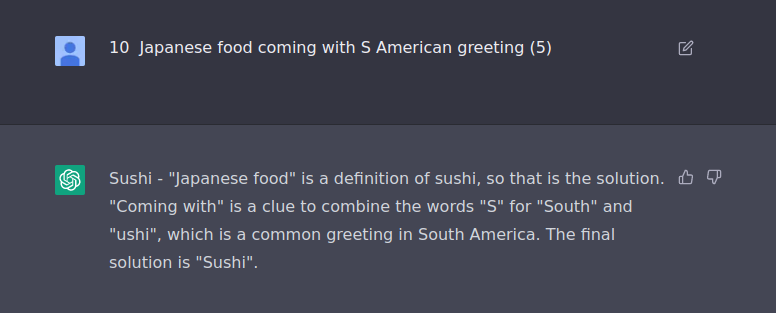 10  Japanese food coming with S American greeting (5)
Sushi - "Japanese food" is a definition of sushi, so that is the solution.
"Coming with" is a clue to combine the words "S" for "South" and
"ushi", which is a common greeting in South America. The final
solution is "Sushi".